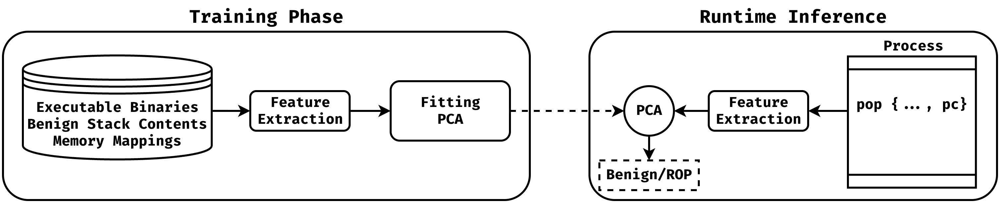 Training Phase
Executable Binaries
Benign Stack Contents
Memory Mappings
Feature
Extraction
Fitting
PCA
Runtime Inference
PCA
Benign/ROP
Feature
Extraction
Process
pop {..., pc}